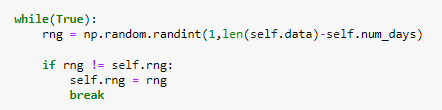 while(True):
    rng = np.random.randint(1,len(self.data)-self.num_days)
    if rng != self.rng:
        self.rng = rng
        break